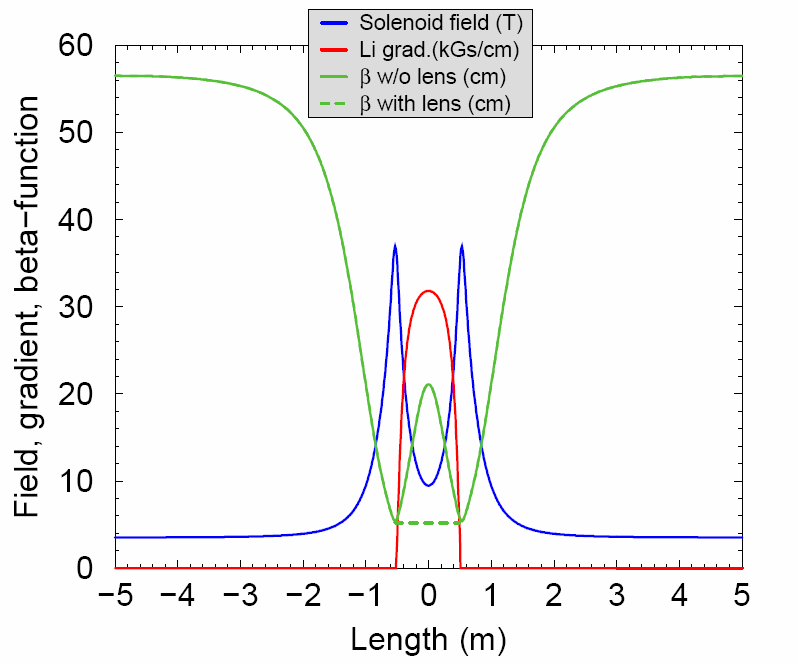 Solenoid field (T)
Li grad.(kGs/cm)
β w/o lens (cm)
β with lens (cm)
Field, gradient, beta−function
60
50
40
30
20
10
0
−5 −4 −3 −2 −1 0 1 2 3 4 5
Length (m)